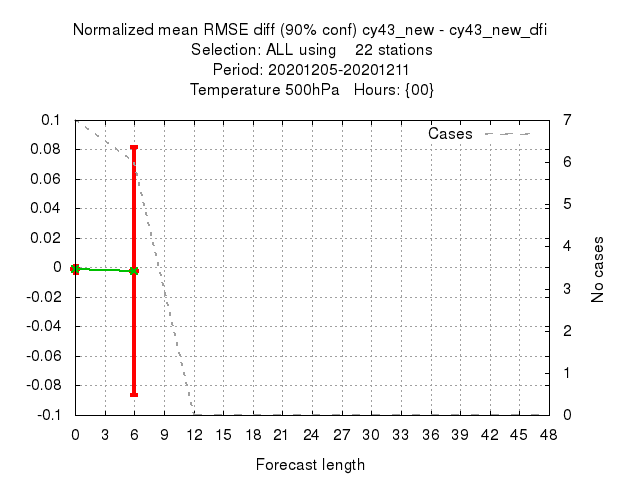 Normalized mean RMSE diff (90% conf) cy43_new - cy43_new_dfi
Selection: ALL using    22 stations
Period: 20201205-20201211
Temperature 500hPa   Hours: {00}
Cases
0.1
0.08
0.06
0.04
0.02
0
-0.02
-0.04
-0.06
-0.08
-0.1
7
6
5
4
3
2
1
0
No cases
0 3 6 9 12 15 18 21 24 27 30 33 36 39 42 45 48
Forecast length